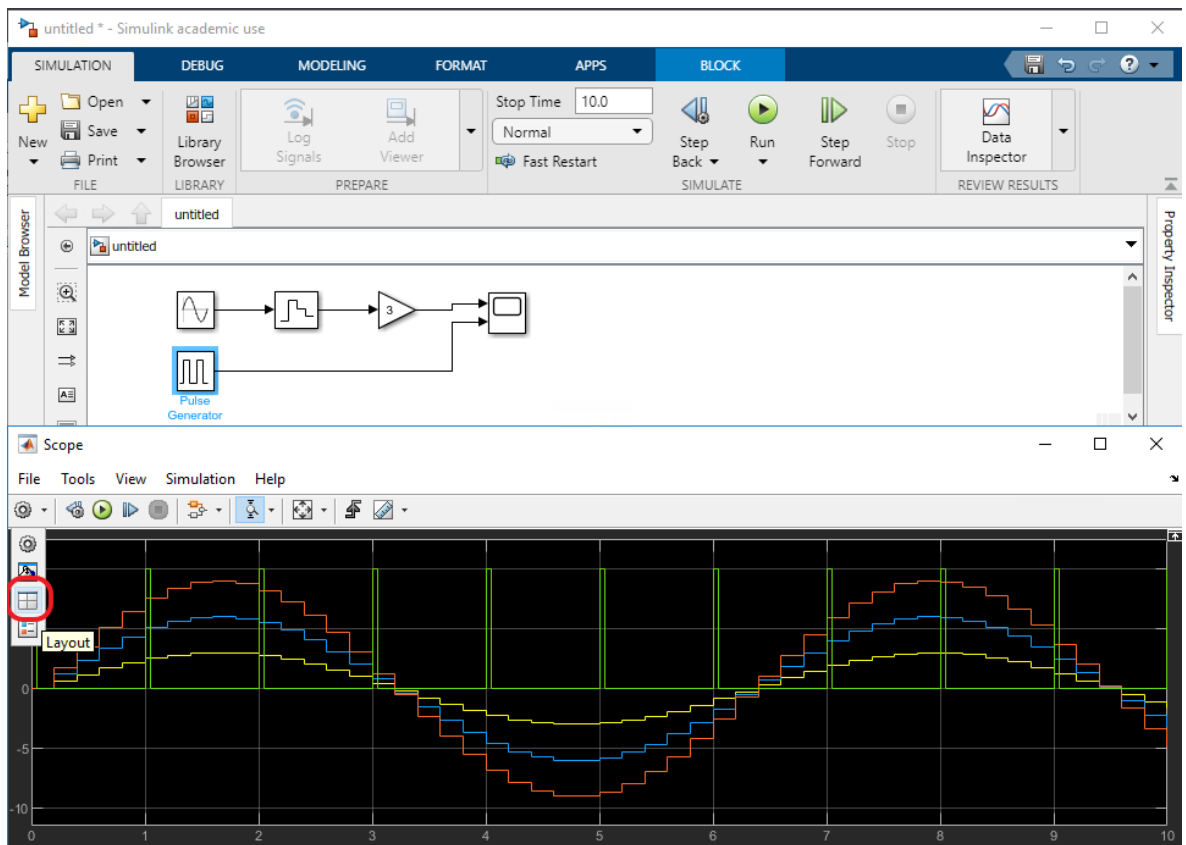 untitled * - Simulink academic use
SIMULATION DEBUG MODELING FORMAT APPS BLOCK
New
Open
Save
Print
FILE
Library Browser
LIBRARY
Log Signals
Add Viewer
PREPARE
Stop Time 10.0
Normal
Fast Restart
Step Back
Run
Step Forward
Stop
SIMULATE
Data Inspector
REVIEW RESULTS
Model Browser
untitled
untitled
Property Inspector
3
Pulse
Generator
Scope
File Tools View Simulation Help
Layout
0
-5
-10
0 1 2 3 4 5 6 7 8 9 10